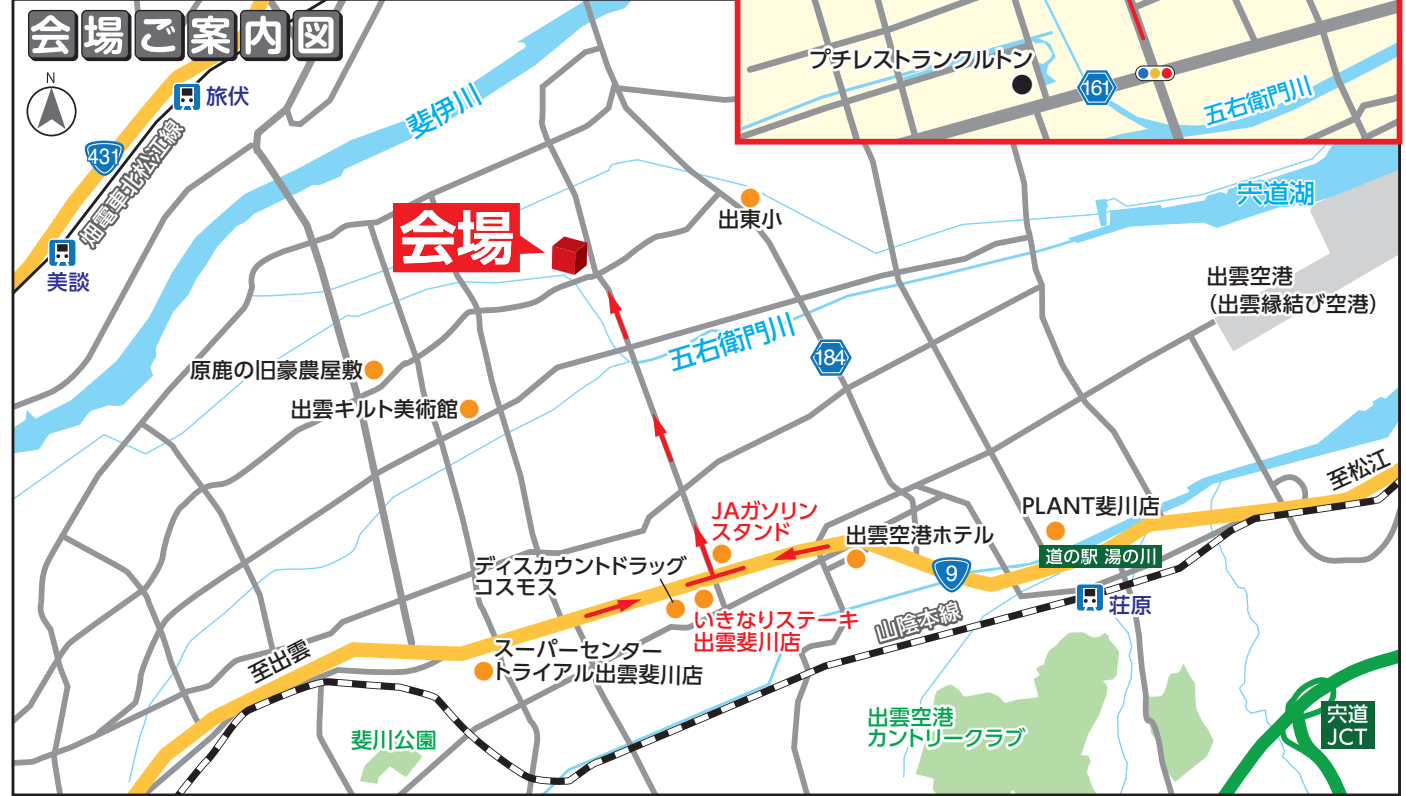 会場ご案内図
N
旅伏
431
畑電車北松江線
美談
斐伊川
プチレストランクルトン
161
五右衛門川
会場
出東小
宍道湖
出雲空港
（出雲縁結び空港）
五右衛門川
184
原鹿の旧豪農屋敷
出雲キルト美術館
至松江
JAガソリン
スタンド
PLANT斐川店
出雲空港ホテル
道の駅 湯の川
ディスカウントドラッグ
コスモス
9
荘原
いきなりステーキ
出雲斐川店
山陰本線
至出雲
スーパーセンター
トライアル出雲斐川店
斐川公園
出雲空港
カントリークラブ
宍道
JCT